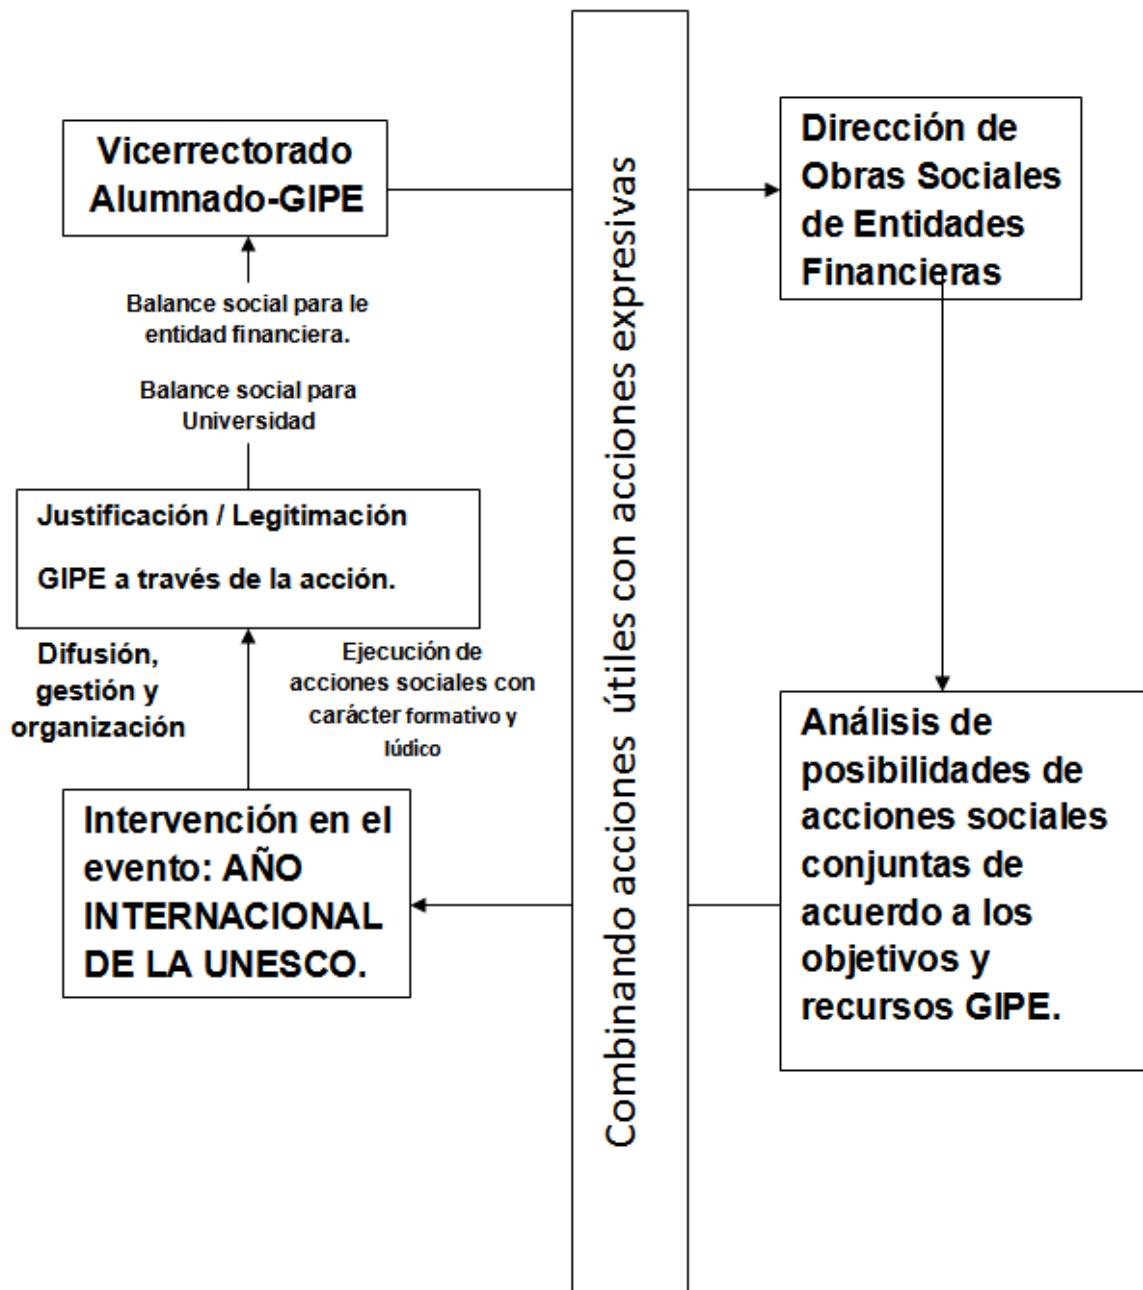 Vicerrectorado
Alumnado-GIPE
Dirección de
Obras Sociales
de Entidades
Financieras
Balance social para le
entidad financiera.
Balance social para
Universidad
Justificación / Legitimación
GIPE a través de la acción.
Difusión,
gestión y
organización
Ejecución de
acciones sociales con
carácter formativo y
lúdico
Combinando acciones útiles con acciones expresivas
Intervención en el
evento: AÑO
INTERNACIONAL
DE LA UNESCO.
Análisis de
posibilidades de
acciones sociales
conjuntas de
acuerdo a los
objetivos y
recursos GIPE.